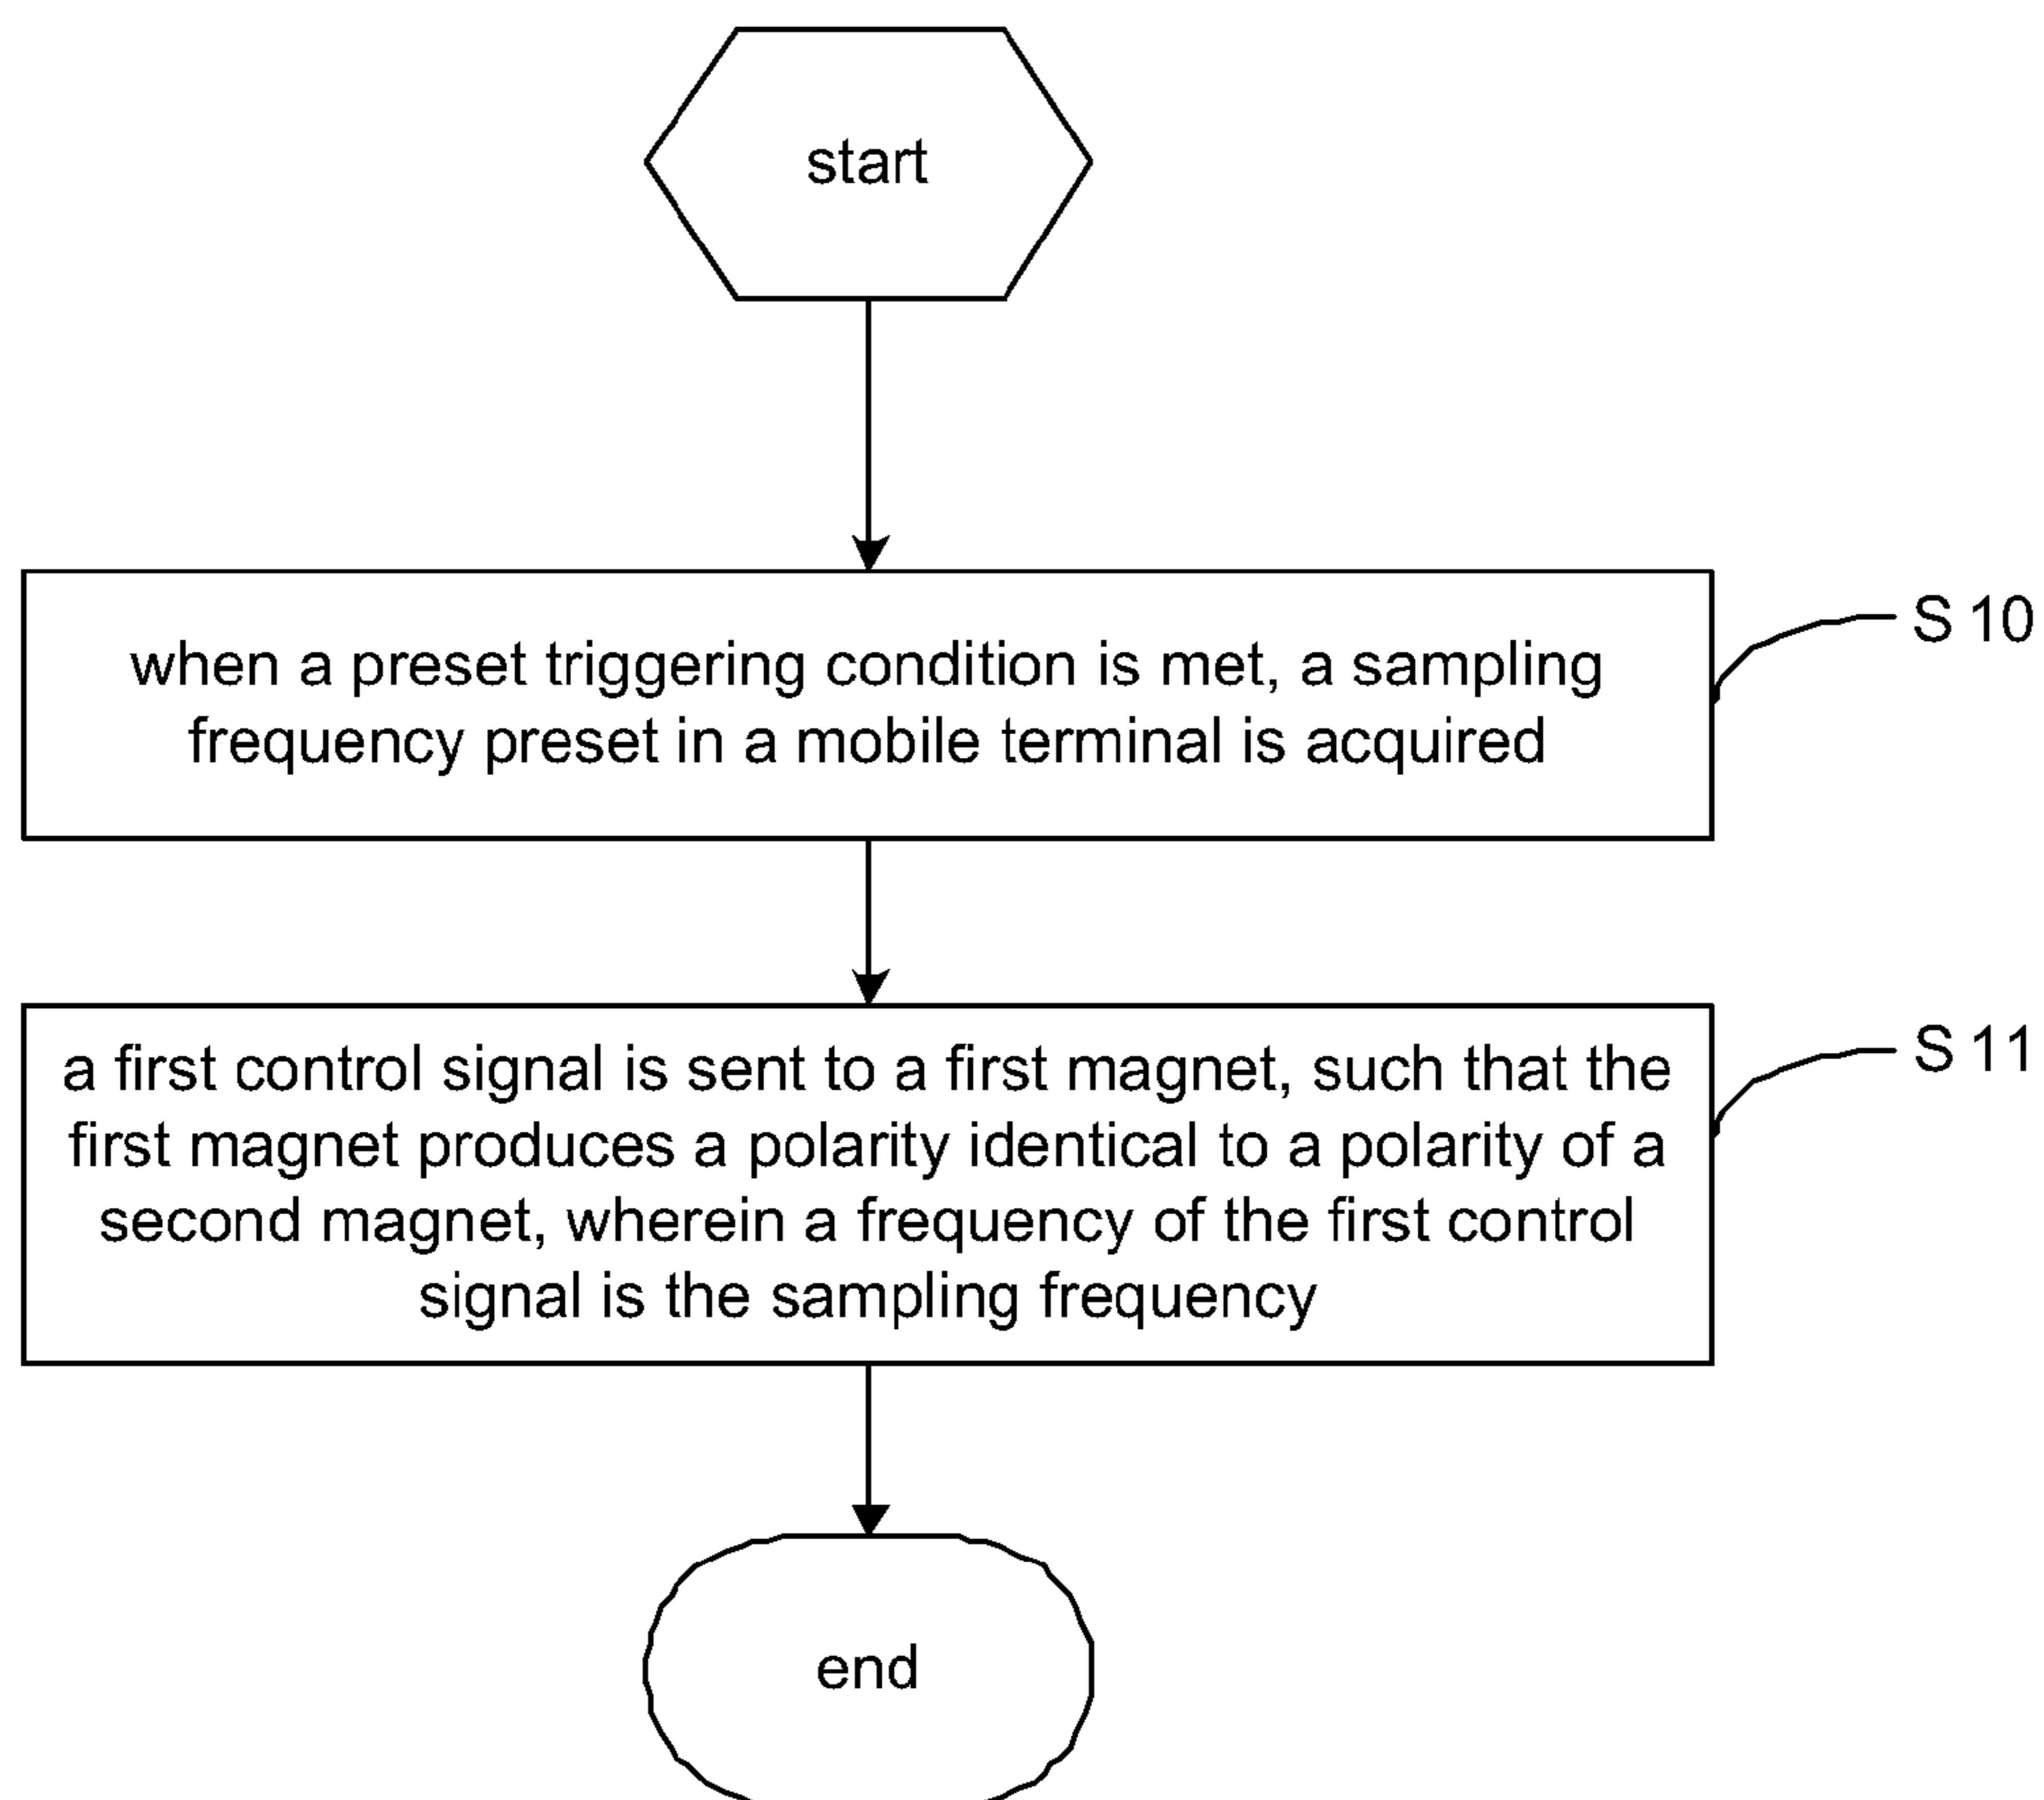 start
when a preset triggering condition is met, a sampling
frequency preset in a mobile terminal is acquired
S 10
a first control signal is sent to a first magnet, such that the
first magnet produces a polarity identical to a polarity of a
second magnet, wherein a frequency of the first control
signal is the sampling frequency
S 11
end